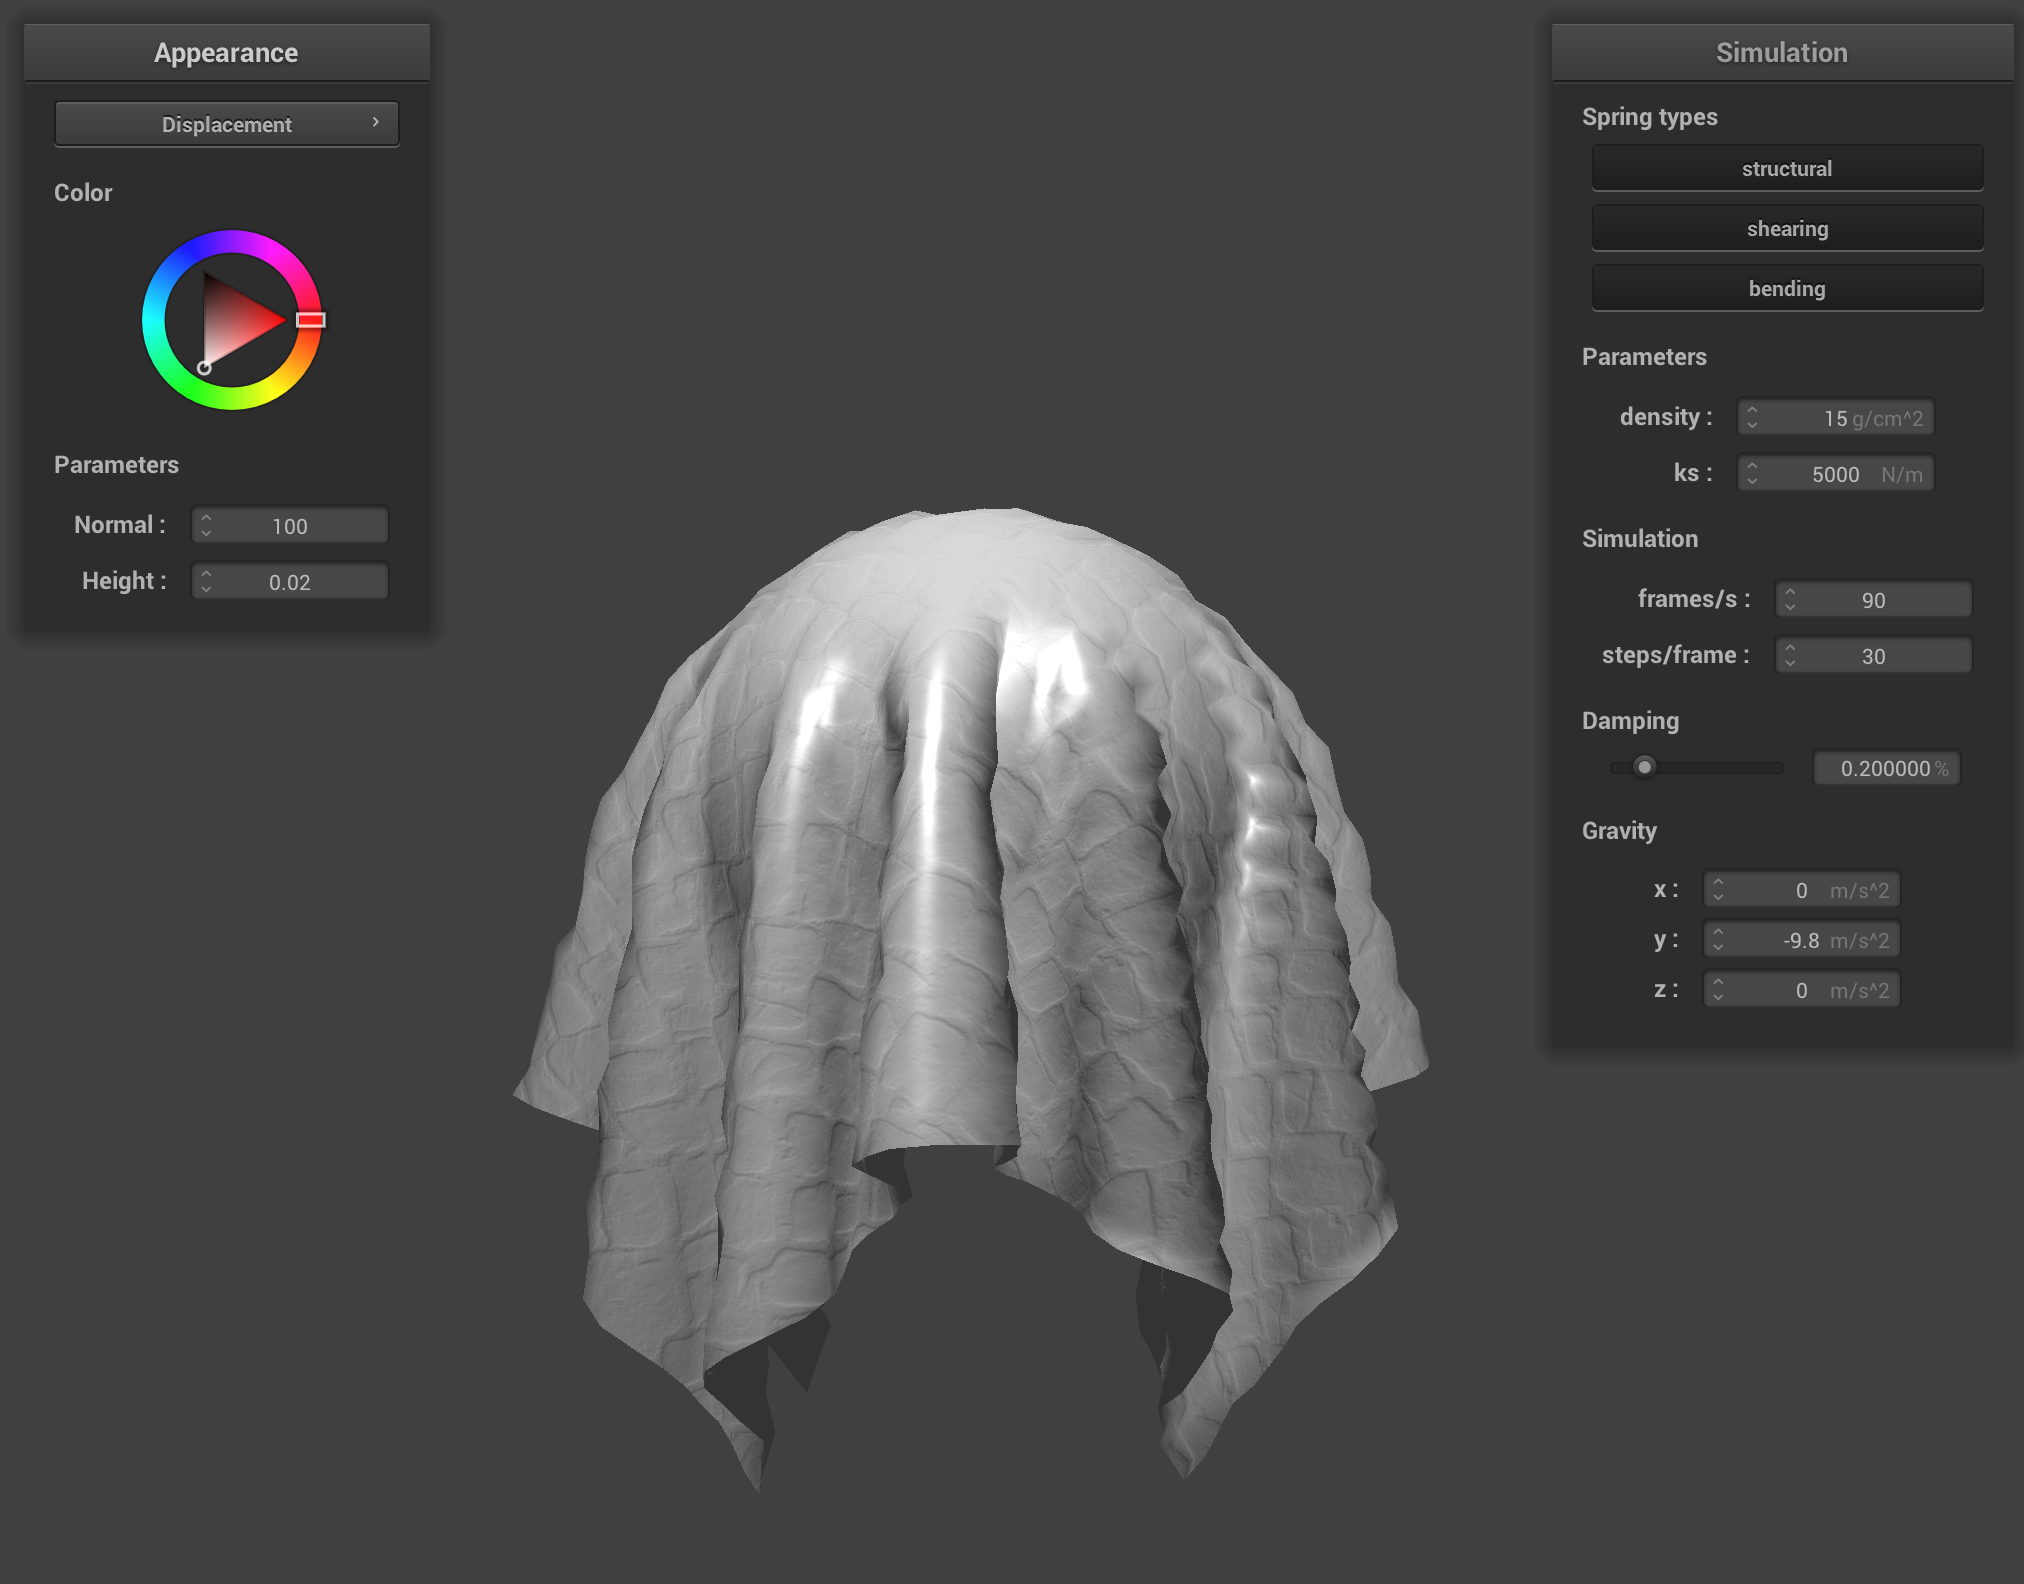 Appearance
Displacement
Color
Parameters
Normal : 100
Height : 0.02
Simulation
Spring types
structural
shearing
bending
Parameters
density : 15 g/cm^2
ks : 5000 N/m
Simulation
frames/s : 90
steps/frame : 30
Damping
0.200000 %
Gravity
x : 0 m/s^2
y : -9.8 m/s^2
z : 0 m/s^2